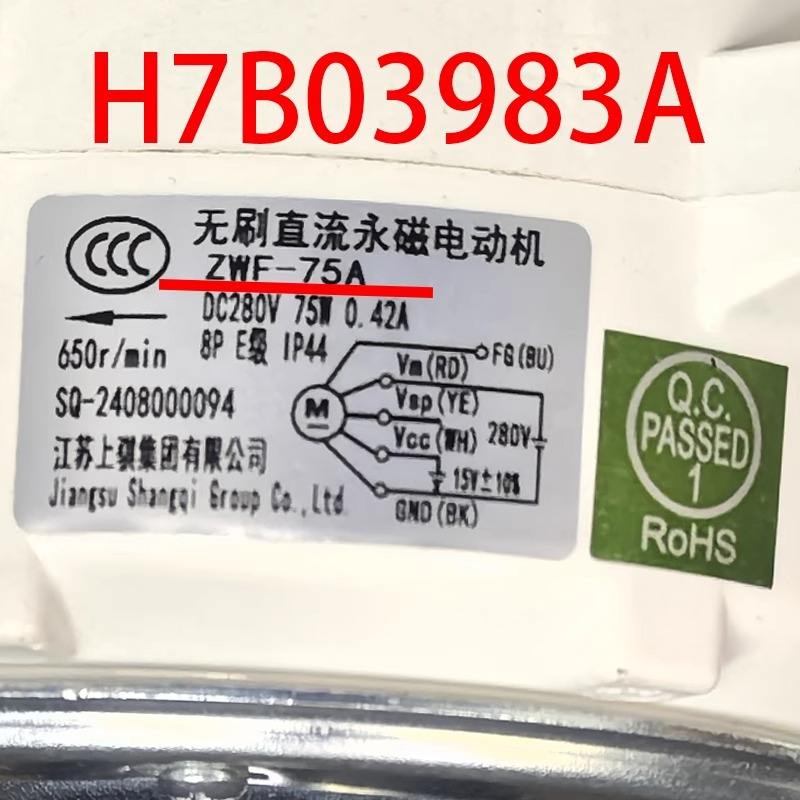 H7B03983A
CCC
无刷直流永磁电动机
ZWF-75A
DC280V 75W 0.42A
650r/min
8P E级 IP44
SQ-2408000094
江苏上骐集团有限公司
Jiangsu Shangqi Group Co.,Ltd.
M
FG(BU)
Vm(RD)
Vsp(YE)
Vcc(WH)
280V
15V±10%
GND(BK)
Q.C.
PASSED
1
RoHS